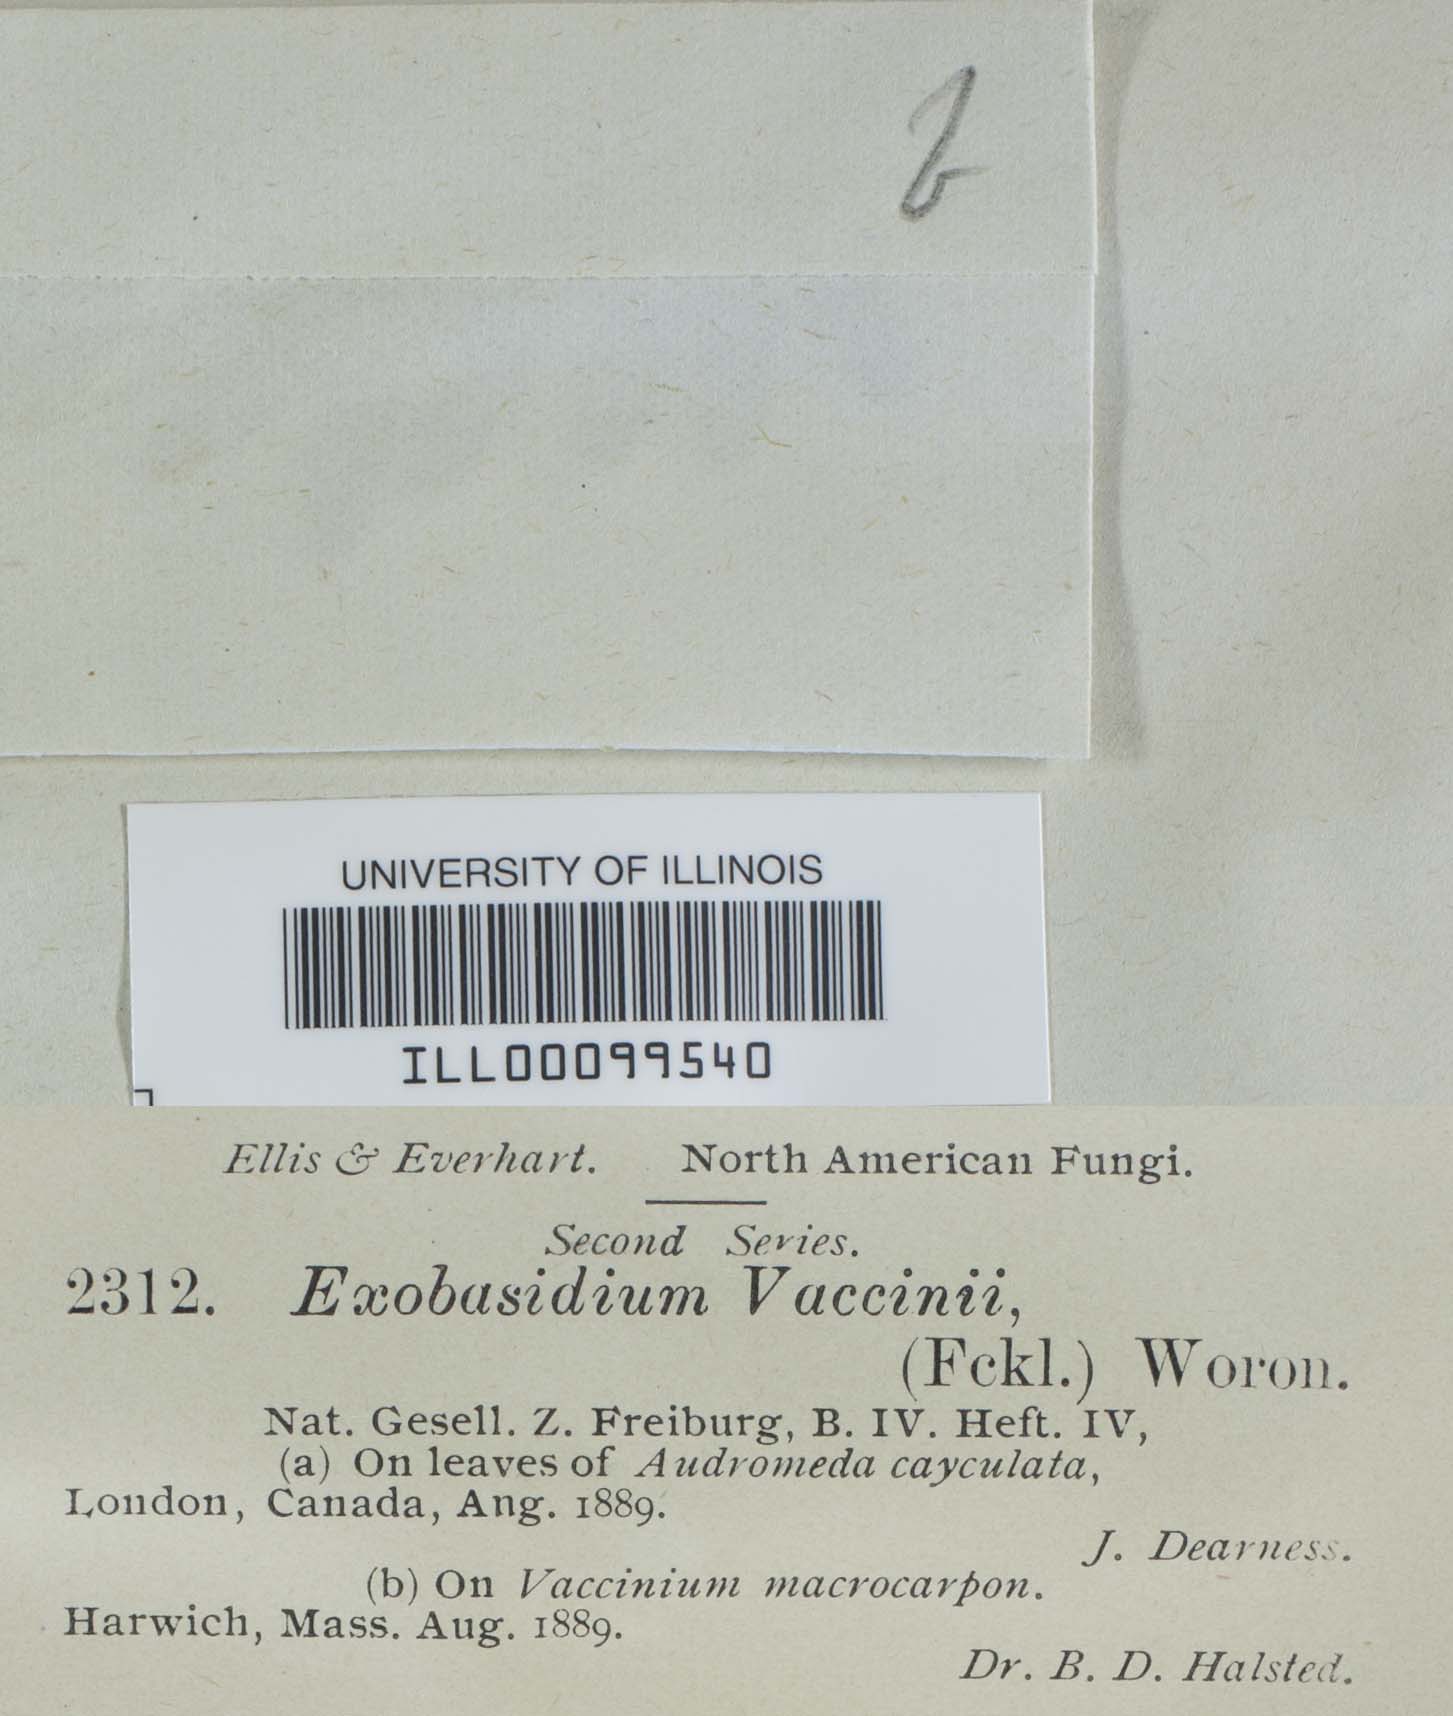 b
UNIVERSITY OF ILLINOIS
ILL00099540
Ellis & Everhart. North American Fungi.
Second Series.
2312. Exobasidium Vaccinii,
(Fckl.) Woron.
Nat. Gesell. Z. Freiburg, B. IV. Heft. IV,
(a) On leaves of Audromeda cayculata,
London, Canada, Ang. 1889.
J. Dearness.
(b) On Vaccinium macrocarpon.
Harwich, Mass. Aug. 1889.
Dr. B. D. Halsted.